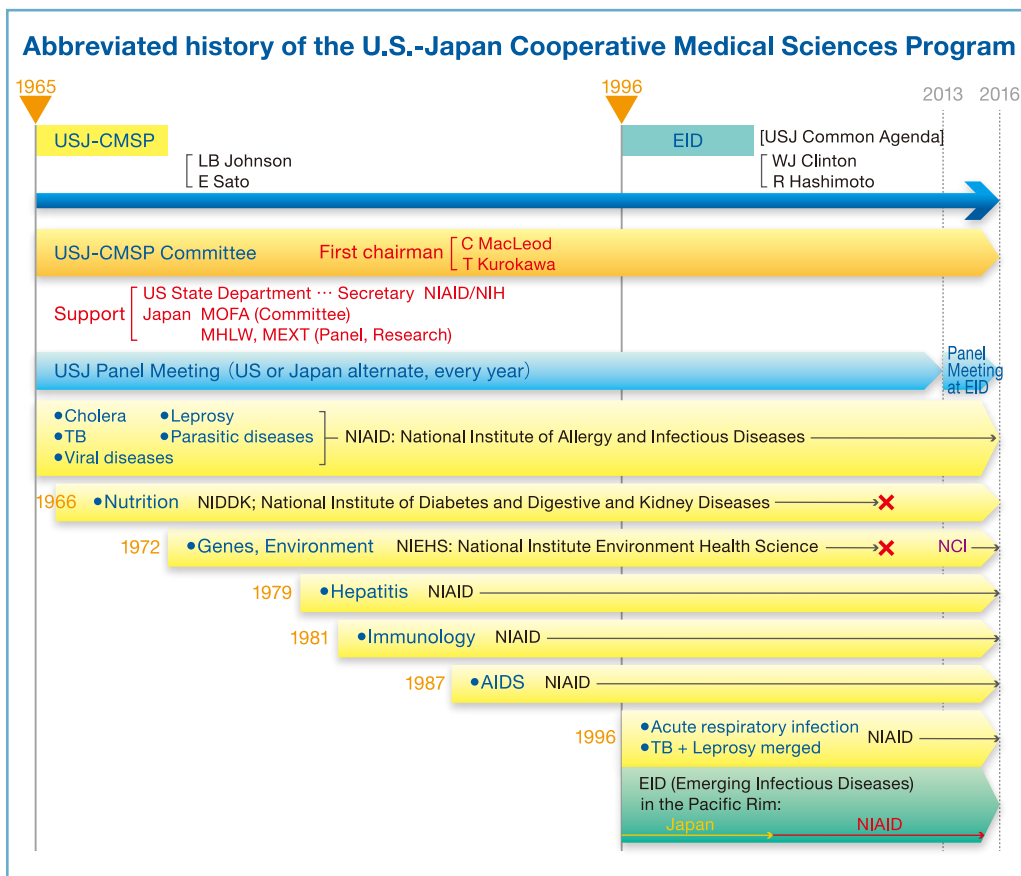 Abbreviated history of the U.S.-Japan Cooperative Medical Sciences Program
1965
1996
2013
2016
USJ-CMSP
LB Johnson
E Sato
EID
[USJ Common Agenda]
WJ Clinton
R Hashimoto
USJ-CMSP Committee
First chairman
C MacLeod
T Kurokawa
Support
US State Department ··· Secretary NIAID/NIH
Japan MOFA (Committee)
MHLW, MEXT (Panel, Research)
USJ Panel Meeting (US or Japan alternate, every year)
Panel
Meeting
at EID
•Cholera
•Leprosy
•TB
•Parasitic diseases
•Viral diseases
NIAID: National Institute of Allergy and Infectious Diseases
1966
•Nutrition NIDDK; National Institute of Diabetes and Digestive and Kidney Diseases
1972
•Genes, Environment NIEHS: National Institute Environment Health Science
NCI
1979
•Hepatitis NIAID
1981
•Immunology NIAID
1987
•AIDS NIAID
1996
•Acute respiratory infection
•TB + Leprosy merged
NIAID
EID (Emerging Infectious Diseases)
in the Pacific Rim:
Japan
NIAID